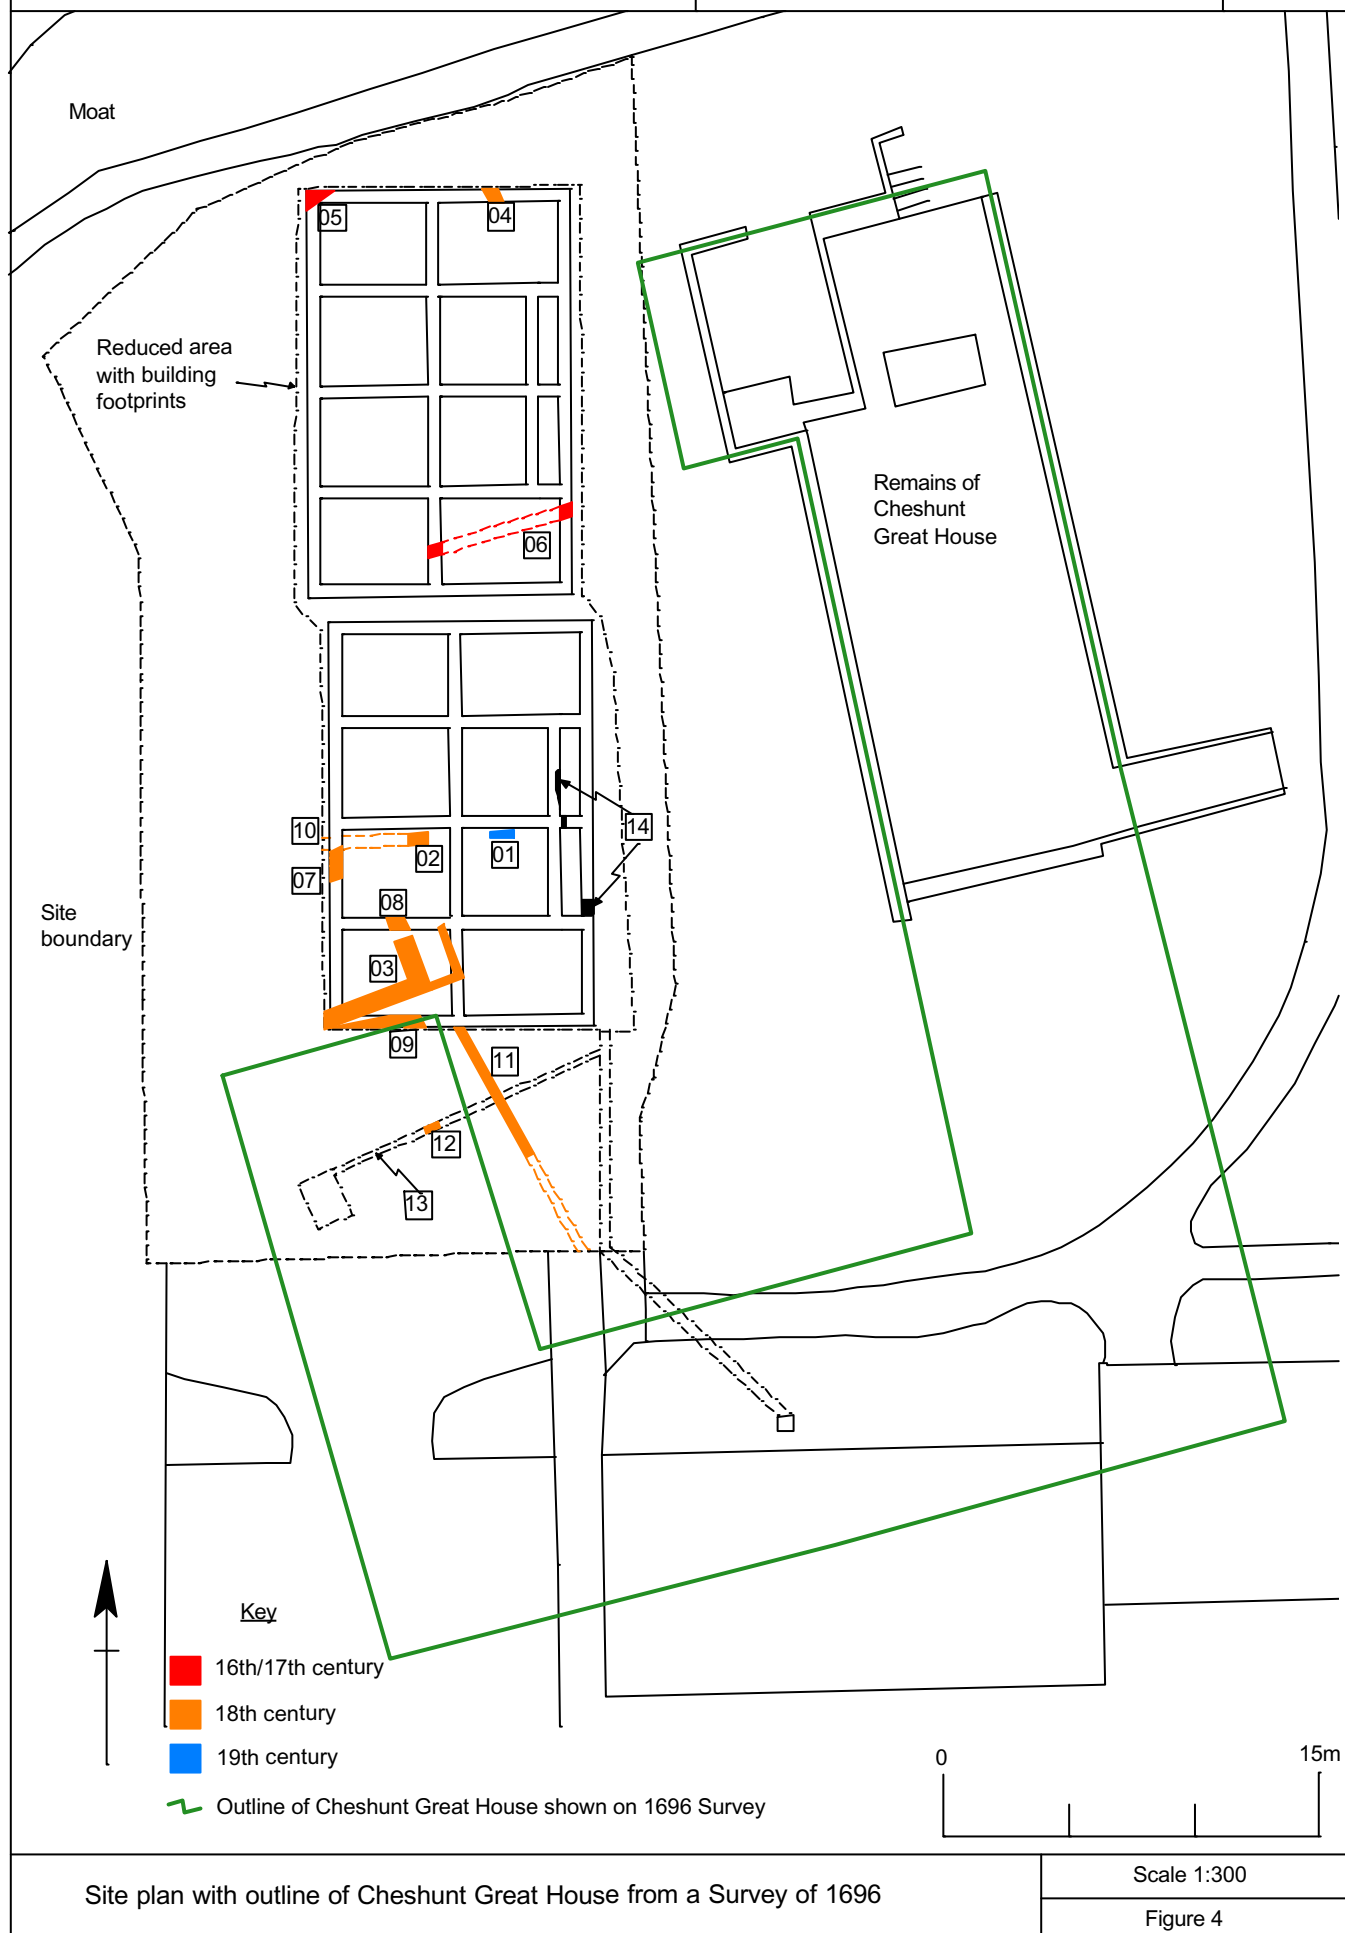 Moat
05
04
Reduced area
with building
footprints
Remains of
Cheshunt
Great House
06
10
14
02
01
07
08
Site
boundary
03
09
11
12
13
Key
16th/17th century
18th century
19th century
Outline of Cheshunt Great House shown on 1696 Survey
0
15m
Site plan with outline of Cheshunt Great House from a Survey of 1696
Scale 1:300
Figure 4